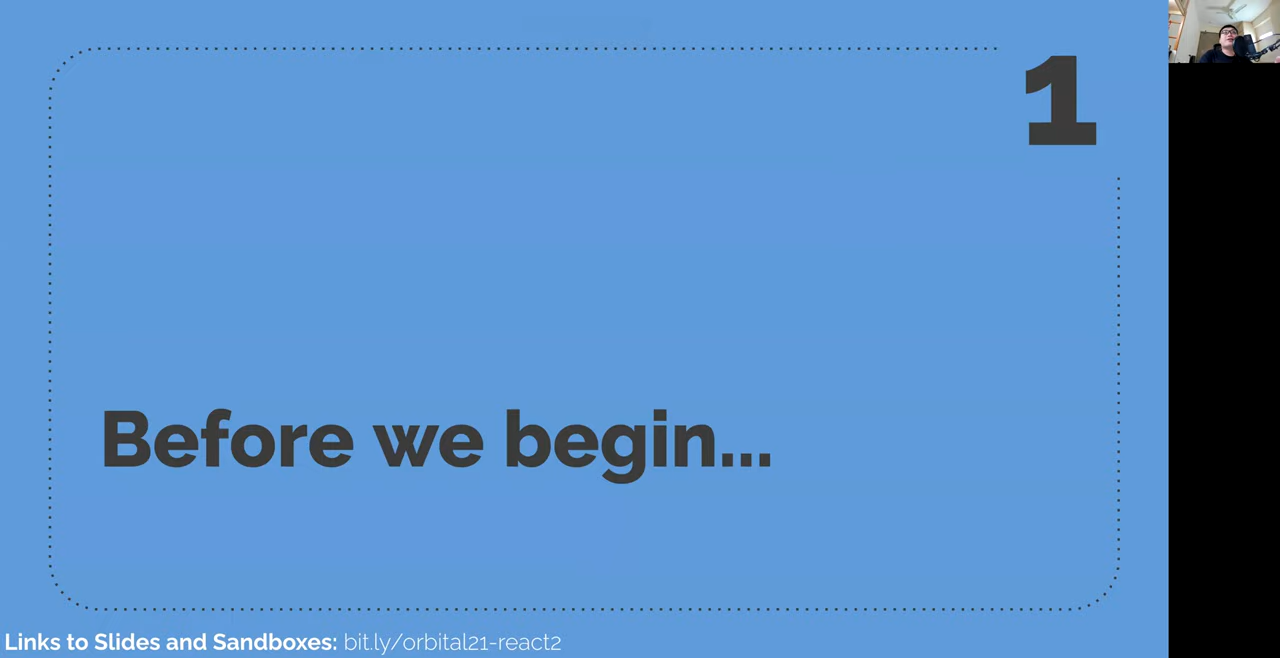 1
Before we begin...
Links to Slides and Sandboxes: bit.ly/orbital21-react2